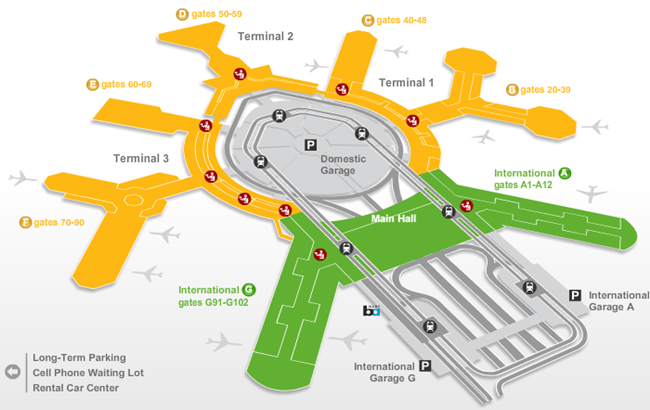 D gates 50-59
C gates 40-48
Terminal 2
Terminal 1
E gates 60-69
B gates 20-39
P
Domestic
Garage
Terminal 3
International A
gates A1-A12
Main Hall
F gates 70-90
International G
gates G91-G102
P
International
Garage A
International
Garage G
P
Long-Term Parking
Cell Phone Waiting Lot
Rental Car Center